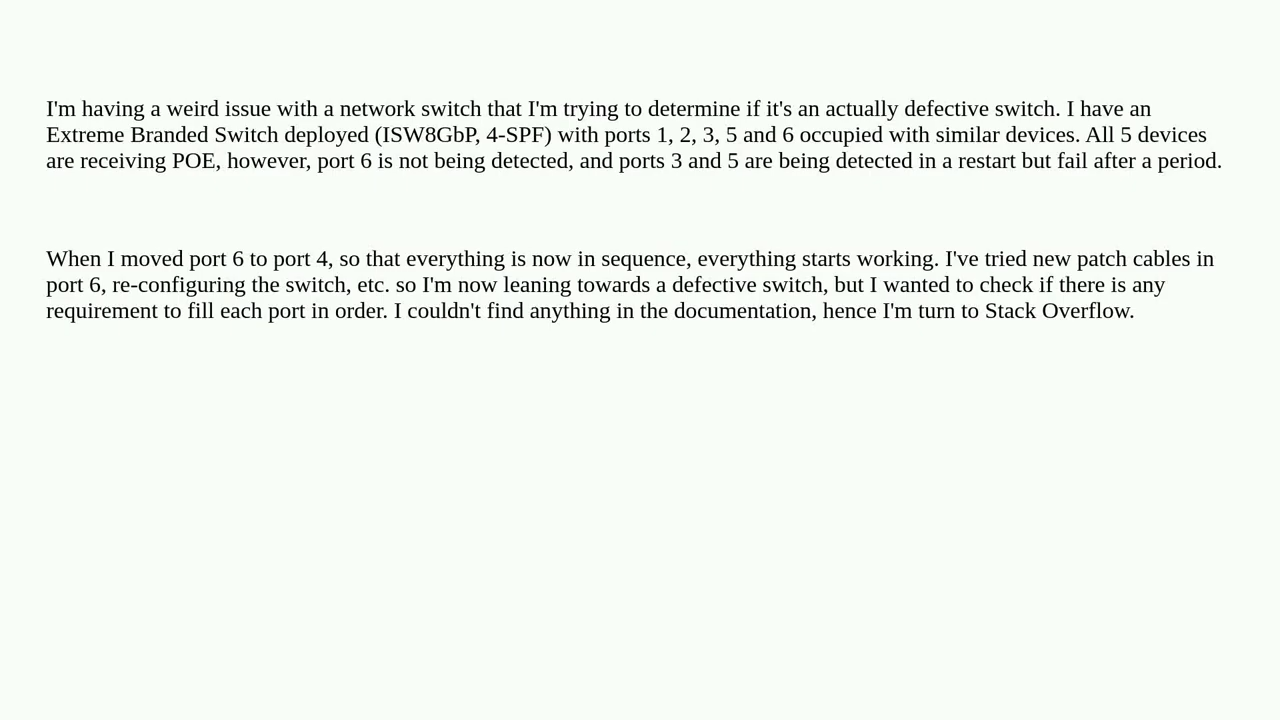 I'm having a weird issue with a network switch that I'm trying to determine if it's an actually defective switch. I have an
Extreme Branded Switch deployed (ISW8GbP, 4-SPF) with ports 1, 2, 3, 5 and 6 occupied with similar devices. All 5 devices
are receiving POE, however, port 6 is not being detected, and ports 3 and 5 are being detected in a restart but fail after a period.
When I moved port 6 to port 4, so that everything is now in sequence, everything starts working. I've tried new patch cables in
port 6, re-configuring the switch, etc. so I'm now leaning towards a defective switch, but I wanted to check if there is any
requirement to fill each port in order. I couldn't find anything in the documentation, hence I'm turn to Stack Overflow.